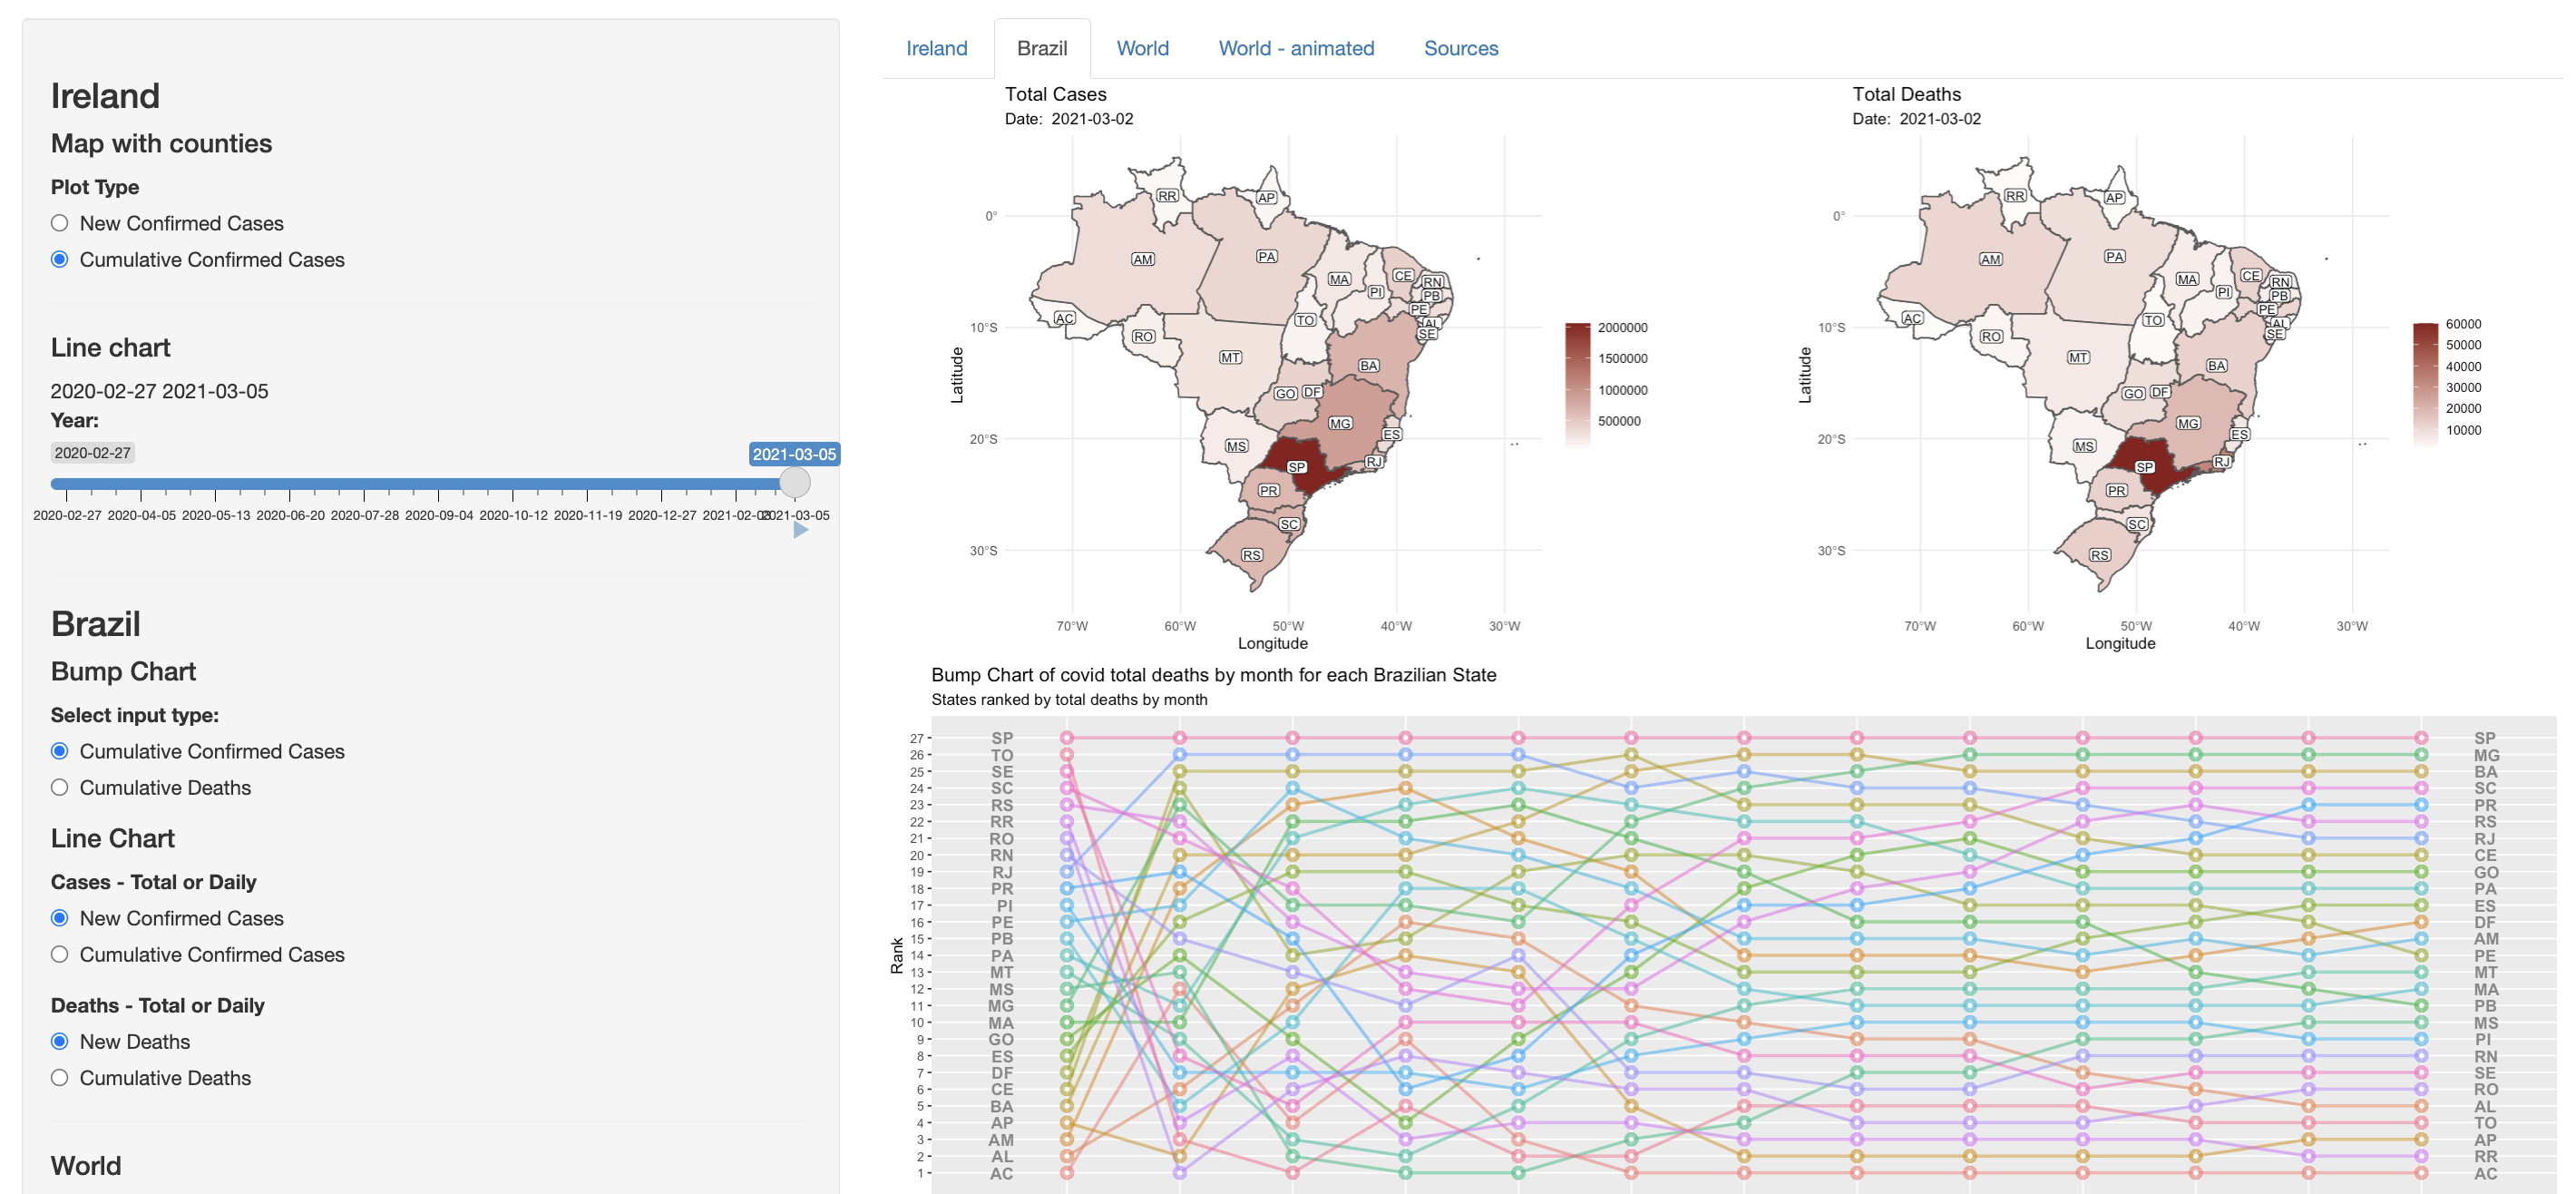 Ireland
Map with counties
Plot Type
New Confirmed Cases
Cumulative Confirmed Cases
Line chart
2020-02-27 2021-03-05
Year:
2020-02-27
2021-03-05
2020-02-27 2020-04-05 2020-05-13 2020-06-20 2020-07-28 2020-09-04 2020-10-12 2020-11-19 2020-12-27 2021-03-05
Brazil
Bump Chart
Select input type:
Cumulative Confirmed Cases
Cumulative Deaths
Line Chart
Cases - Total or Daily
New Confirmed Cases
Cumulative Confirmed Cases
Deaths - Total or Daily
New Deaths
Cumulative Deaths
World
Ireland Brazil World World - animated Sources
Total Cases
Date: 2021-03-02
RR AP
0°
AM PA
MA CE RN
PI PB
PE
AC TO AL
10°S
RO SE
MT BA
GO DF
MG
ES
20°S MS
SP RJ
PR
SC
30°S RS
70°W 60°W 50°W 40°W 30°W
Longitude
Latitude
2000000
1500000
1000000
500000
Total Deaths
Date: 2021-03-02
RR AP
0°
AM PA
MA CE RN
PI PB
PE
AC TO AL
10°S
RO SE
MT BA
GO DF
MG
ES
20°S MS
SP RJ
PR
SC
30°S RS
70°W 60°W 50°W 40°W 30°W
Longitude
Latitude
60000
50000
40000
30000
20000
10000
Bump Chart of covid total deaths by month for each Brazilian State
States ranked by total deaths by month
Rank
27 SP SP
26 TO MG
25 SE BA
24 SC SC
23 RS PR
22 RR RS
21 RO RJ
20 RN CE
19 RJ GO
18 PR PA
17 PI ES
16 PE DF
15 PB AM
14 PA PE
13 MT MT
12 MS MA
11 MG PB
10 MA MS
9 GO PI
8 ES RN
7 DF SE
6 CE RO
5 BA AL
4 AP TO
3 AM AP
2 AL RR
1 AC AC